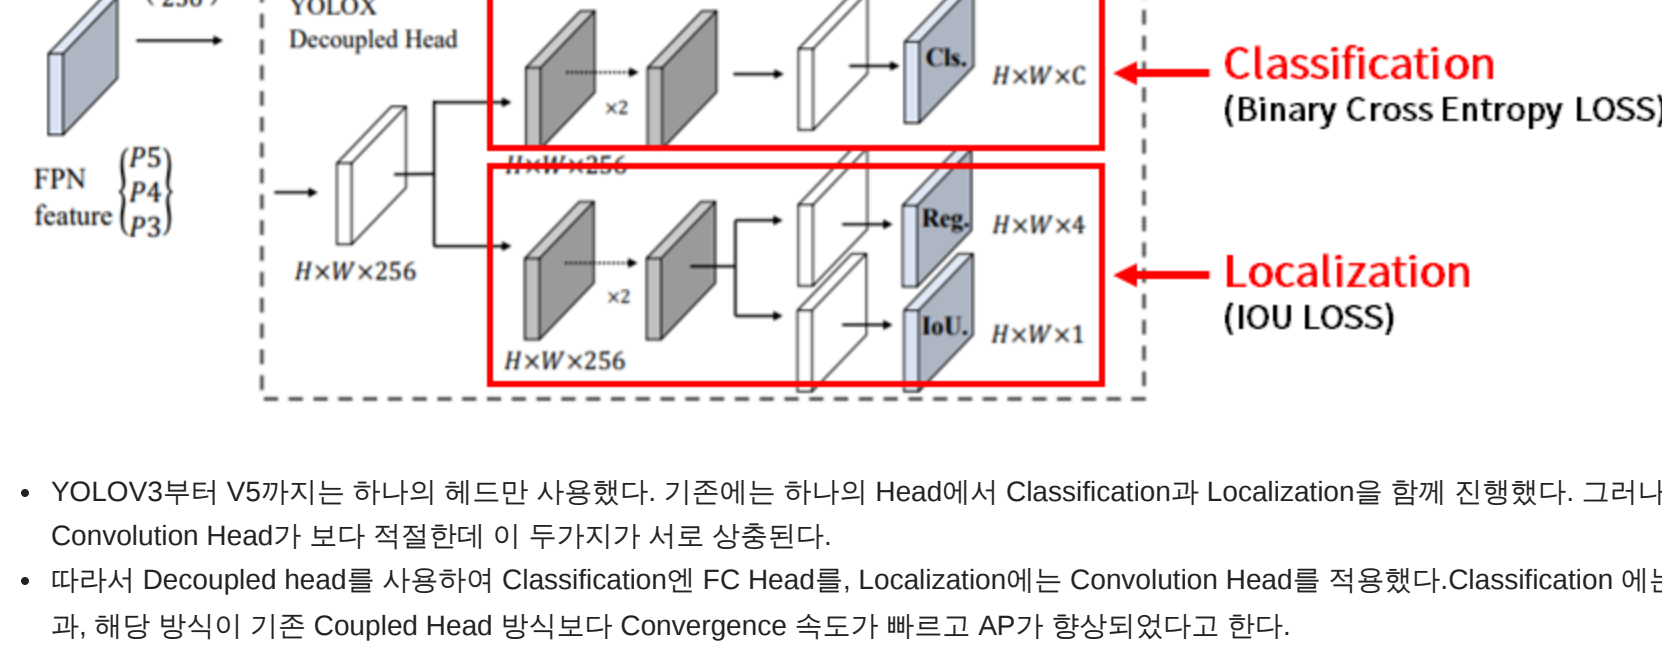 YOLOX
Decoupled Head
Cls.
H×W×C
×2
Classification
(Binary Cross Entropy LOSS)
H×W×256
FPN
feature
P5
P4
P3
H×W×256
Reg.
H×W×4
×2
Localization
(IOU LOSS)
IoU.
H×W×1
H×W×256
• YOLOV3부터 V5까지는 하나의 헤드만 사용했다. 기존에는 하나의 Head에서 Classification과 Localization을 함께 진행했다. 그러나
Convolution Head가 보다 적절한데 이 두가지가 서로 상충된다.
• 따라서 Decoupled head를 사용하여 Classification엔 FC Head를, Localization에는 Convolution Head를 적용했다.Classification 에는
과, 해당 방식이 기존 Coupled Head 방식보다 Convergence 속도가 빠르고 AP가 향상되었다고 한다.